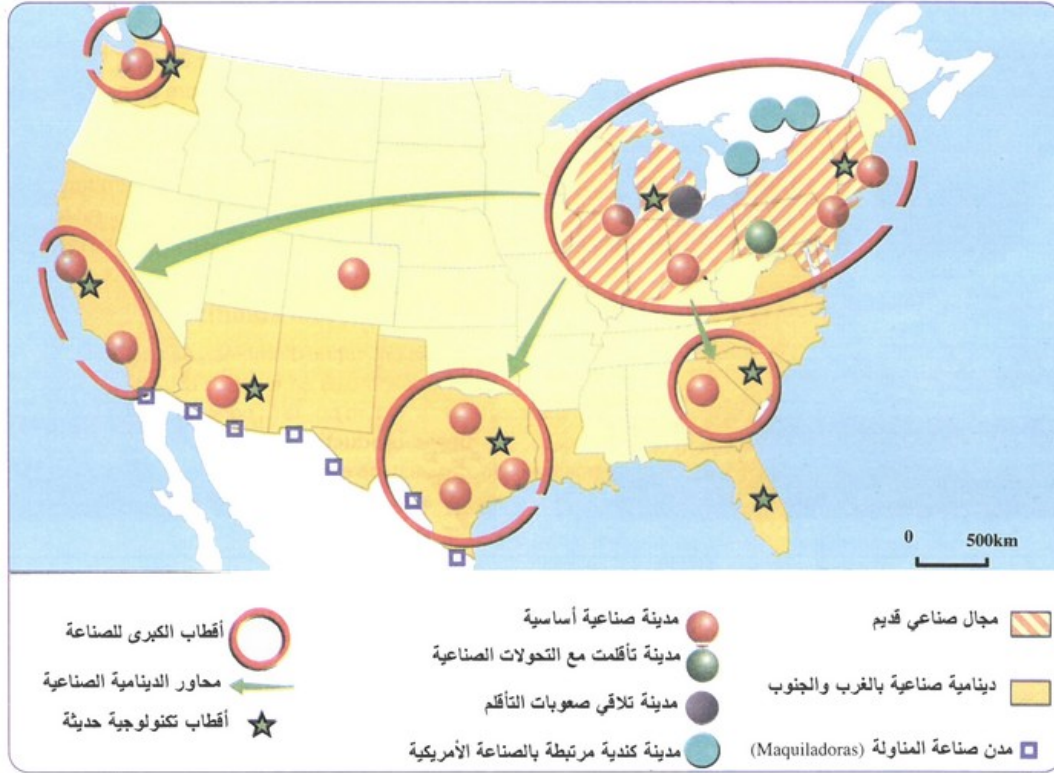 0 500km
مجال صناعي قديم
دينامية صناعية بالغرب والجنوب
مدن صناعة المناولة (Maquiladoras)
مدينة صناعية أساسية
مدينة تأقلمت مع التحولات الصناعية
مدينة تلاقي صعوبات التأقلم
مدينة كندية مرتبطة بالصناعة الأمريكية
أقطاب الكبرى للصناعة
محاور الدينامية الصناعية
أقطاب تكنولوجية حديثة